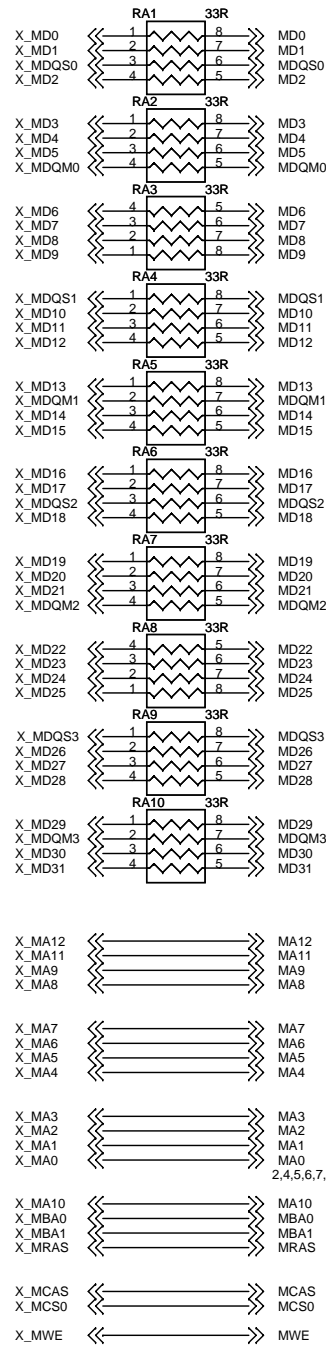 RA1 33R
X_MD0 1 8 MD0
X_MD1 2 7 MD1
X_MDQS0 3 6 MDQS0
X_MD2 4 5 MD2
RA2 33R
X_MD3 1 8 MD3
X_MD4 2 7 MD4
X_MD5 3 6 MD5
X_MDQM0 4 5 MDQM0
RA3 33R
X_MD6 4 5 MD6
X_MD7 3 6 MD7
X_MD8 2 7 MD8
X_MD9 1 8 MD9
RA4 33R
X_MDQS1 1 8 MDQS1
X_MD10 2 7 MD10
X_MD11 3 6 MD11
X_MD12 4 5 MD12
RA5 33R
X_MD13 1 8 MD13
X_MDQM1 2 7 MDQM1
X_MD14 3 6 MD14
X_MD15 4 5 MD15
RA6 33R
X_MD16 1 8 MD16
X_MD17 2 7 MD17
X_MDQS2 3 6 MDQS2
X_MD18 4 5 MD18
RA7 33R
X_MD19 1 8 MD19
X_MD20 2 7 MD20
X_MD21 3 6 MD21
X_MDQM2 4 5 MDQM2
RA8 33R
X_MD22 4 5 MD22
X_MD23 3 6 MD23
X_MD24 2 7 MD24
X_MD25 1 8 MD25
RA9 33R
X_MDQS3 1 8 MDQS3
X_MD26 2 7 MD26
X_MD27 3 6 MD27
X_MD28 4 5 MD28
RA10 33R
X_MD29 1 8 MD29
X_MDQM3 2 7 MDQM3
X_MD30 3 6 MD30
X_MD31 4 5 MD31
X_MA12 MA12
X_MA11 MA11
X_MA9 MA9
X_MA8 MA8
X_MA7 MA7
X_MA6 MA6
X_MA5 MA5
X_MA4 MA4
X_MA3 MA3
X_MA2 MA2
X_MA1 MA1
X_MA0 MA0
2,4,5,6,7,
X_MA10 MA10
X_MBA0 MBA0
X_MBA1 MBA1
X_MRAS MRAS
X_MCAS MCAS
X_MCS0 MCS0
X_MWE MWE